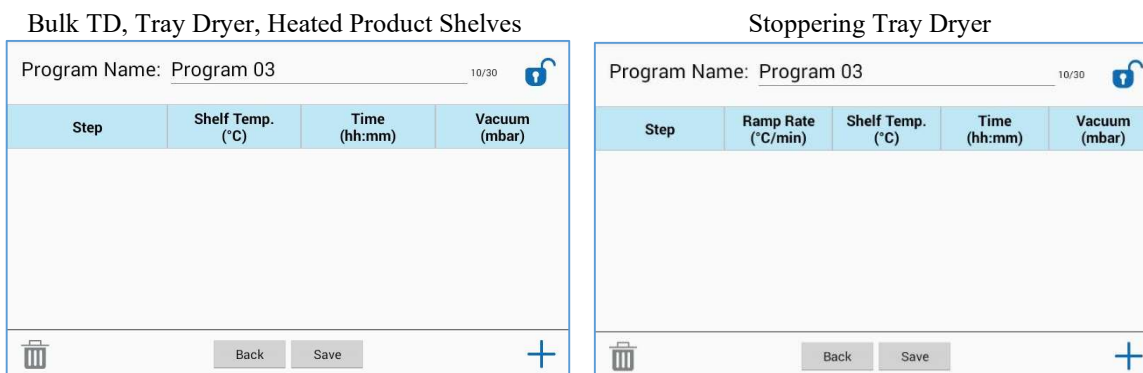 Bulk TD, Tray Dryer, Heated Product Shelves
Program Name: Program 03 10/30
Step Shelf Temp. (°C) Time (hh:mm) Vacuum (mbar)
Back Save
Stoppering Tray Dryer
Program Name: Program 03 10/30
Step Ramp Rate (°C/min) Shelf Temp. (°C) Time (hh:mm) Vacuum (mbar)
Back Save